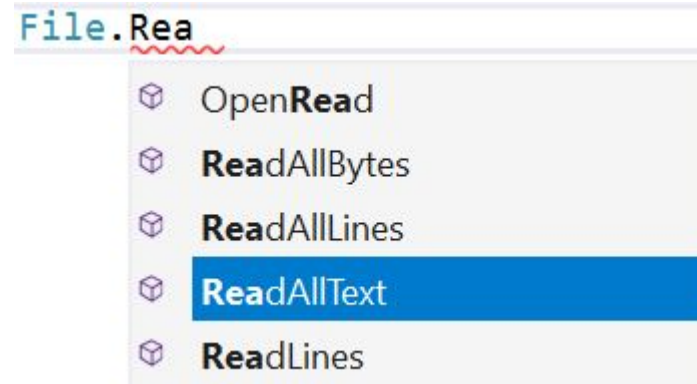 File.Rea
OpenRead
ReadAllBytes
ReadAllLines
ReadAllText
ReadLines